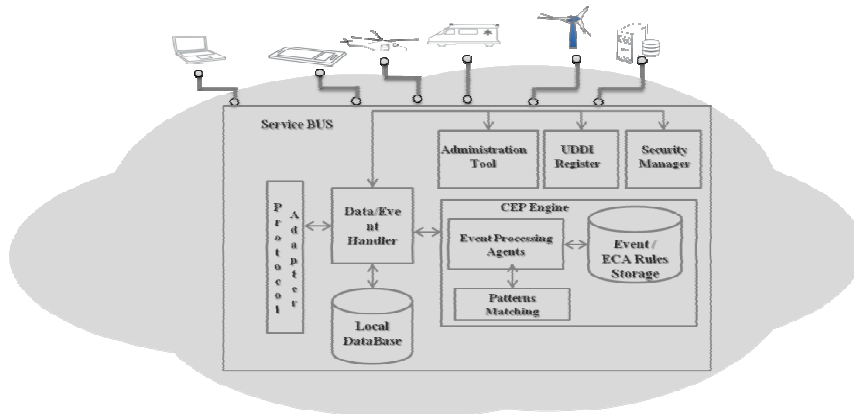 Service BUS
Administration
Tool
UDDI
Register
Security
Manager
Protocol
Adapter
Data/Eve
nt
Handler
CEP Engine
Event Processing
Agents
Event /
ECA Rules
Storage
Patterns
Matching
Local
DataBase